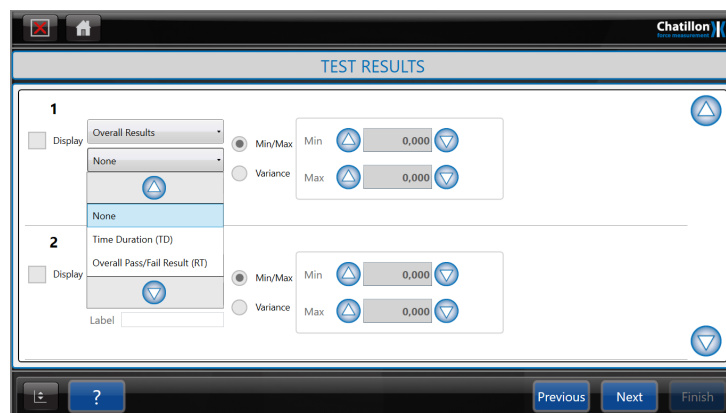 Chatillon
force measurement
TEST RESULTS
1
Display
Overall Results
None
None
Time Duration (TD)
Overall Pass/Fail Result (RT)
Min/Max
Variance
Min 0,000
Max 0,000
2
Display
Label
Min/Max
Variance
Min 0,000
Max 0,000
?
Previous
Next
Finish